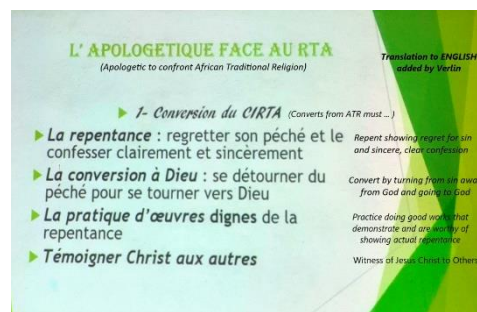 L' APOLOGETIQUE FACE AU RTA
(Apologetic to confront African Traditional Religion)
Translation to ENGLISH
added by Verlin
1- Conversion du CIRTA (Converts from ATR must ... )
La repentance : regretter son péché et le
confesser clairement et sincèrement
Repent showing regret for sin
and sincere, clear confession
La conversion à Dieu : se détourner du
péché pour se tourner vers Dieu
Convert by turning from sin awa
from God and going to God
La pratique d'œuvres dignes de la
repentance
Practice doing good works that
demonstrate and are worthy of
showing actual repentance
Témoigner Christ aux autres
Witness of Jesus Christ to Others